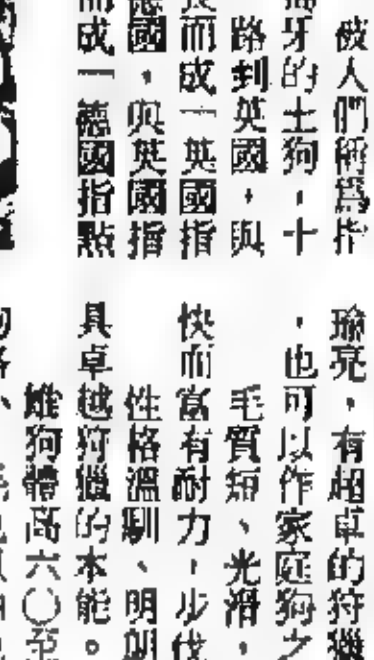 被人們稱爲指
牙的土狗，十
路到英國，與
而成一英國指
國，與英國指
而成一德國指點
瑜亮，有超卓的狩獵
，也可以作家庭狗之
毛質短、光滑，
快而富有耐力，步伐
性格溫馴、明朗
具卓越狩獵的本能。
雄狗體高六〇至